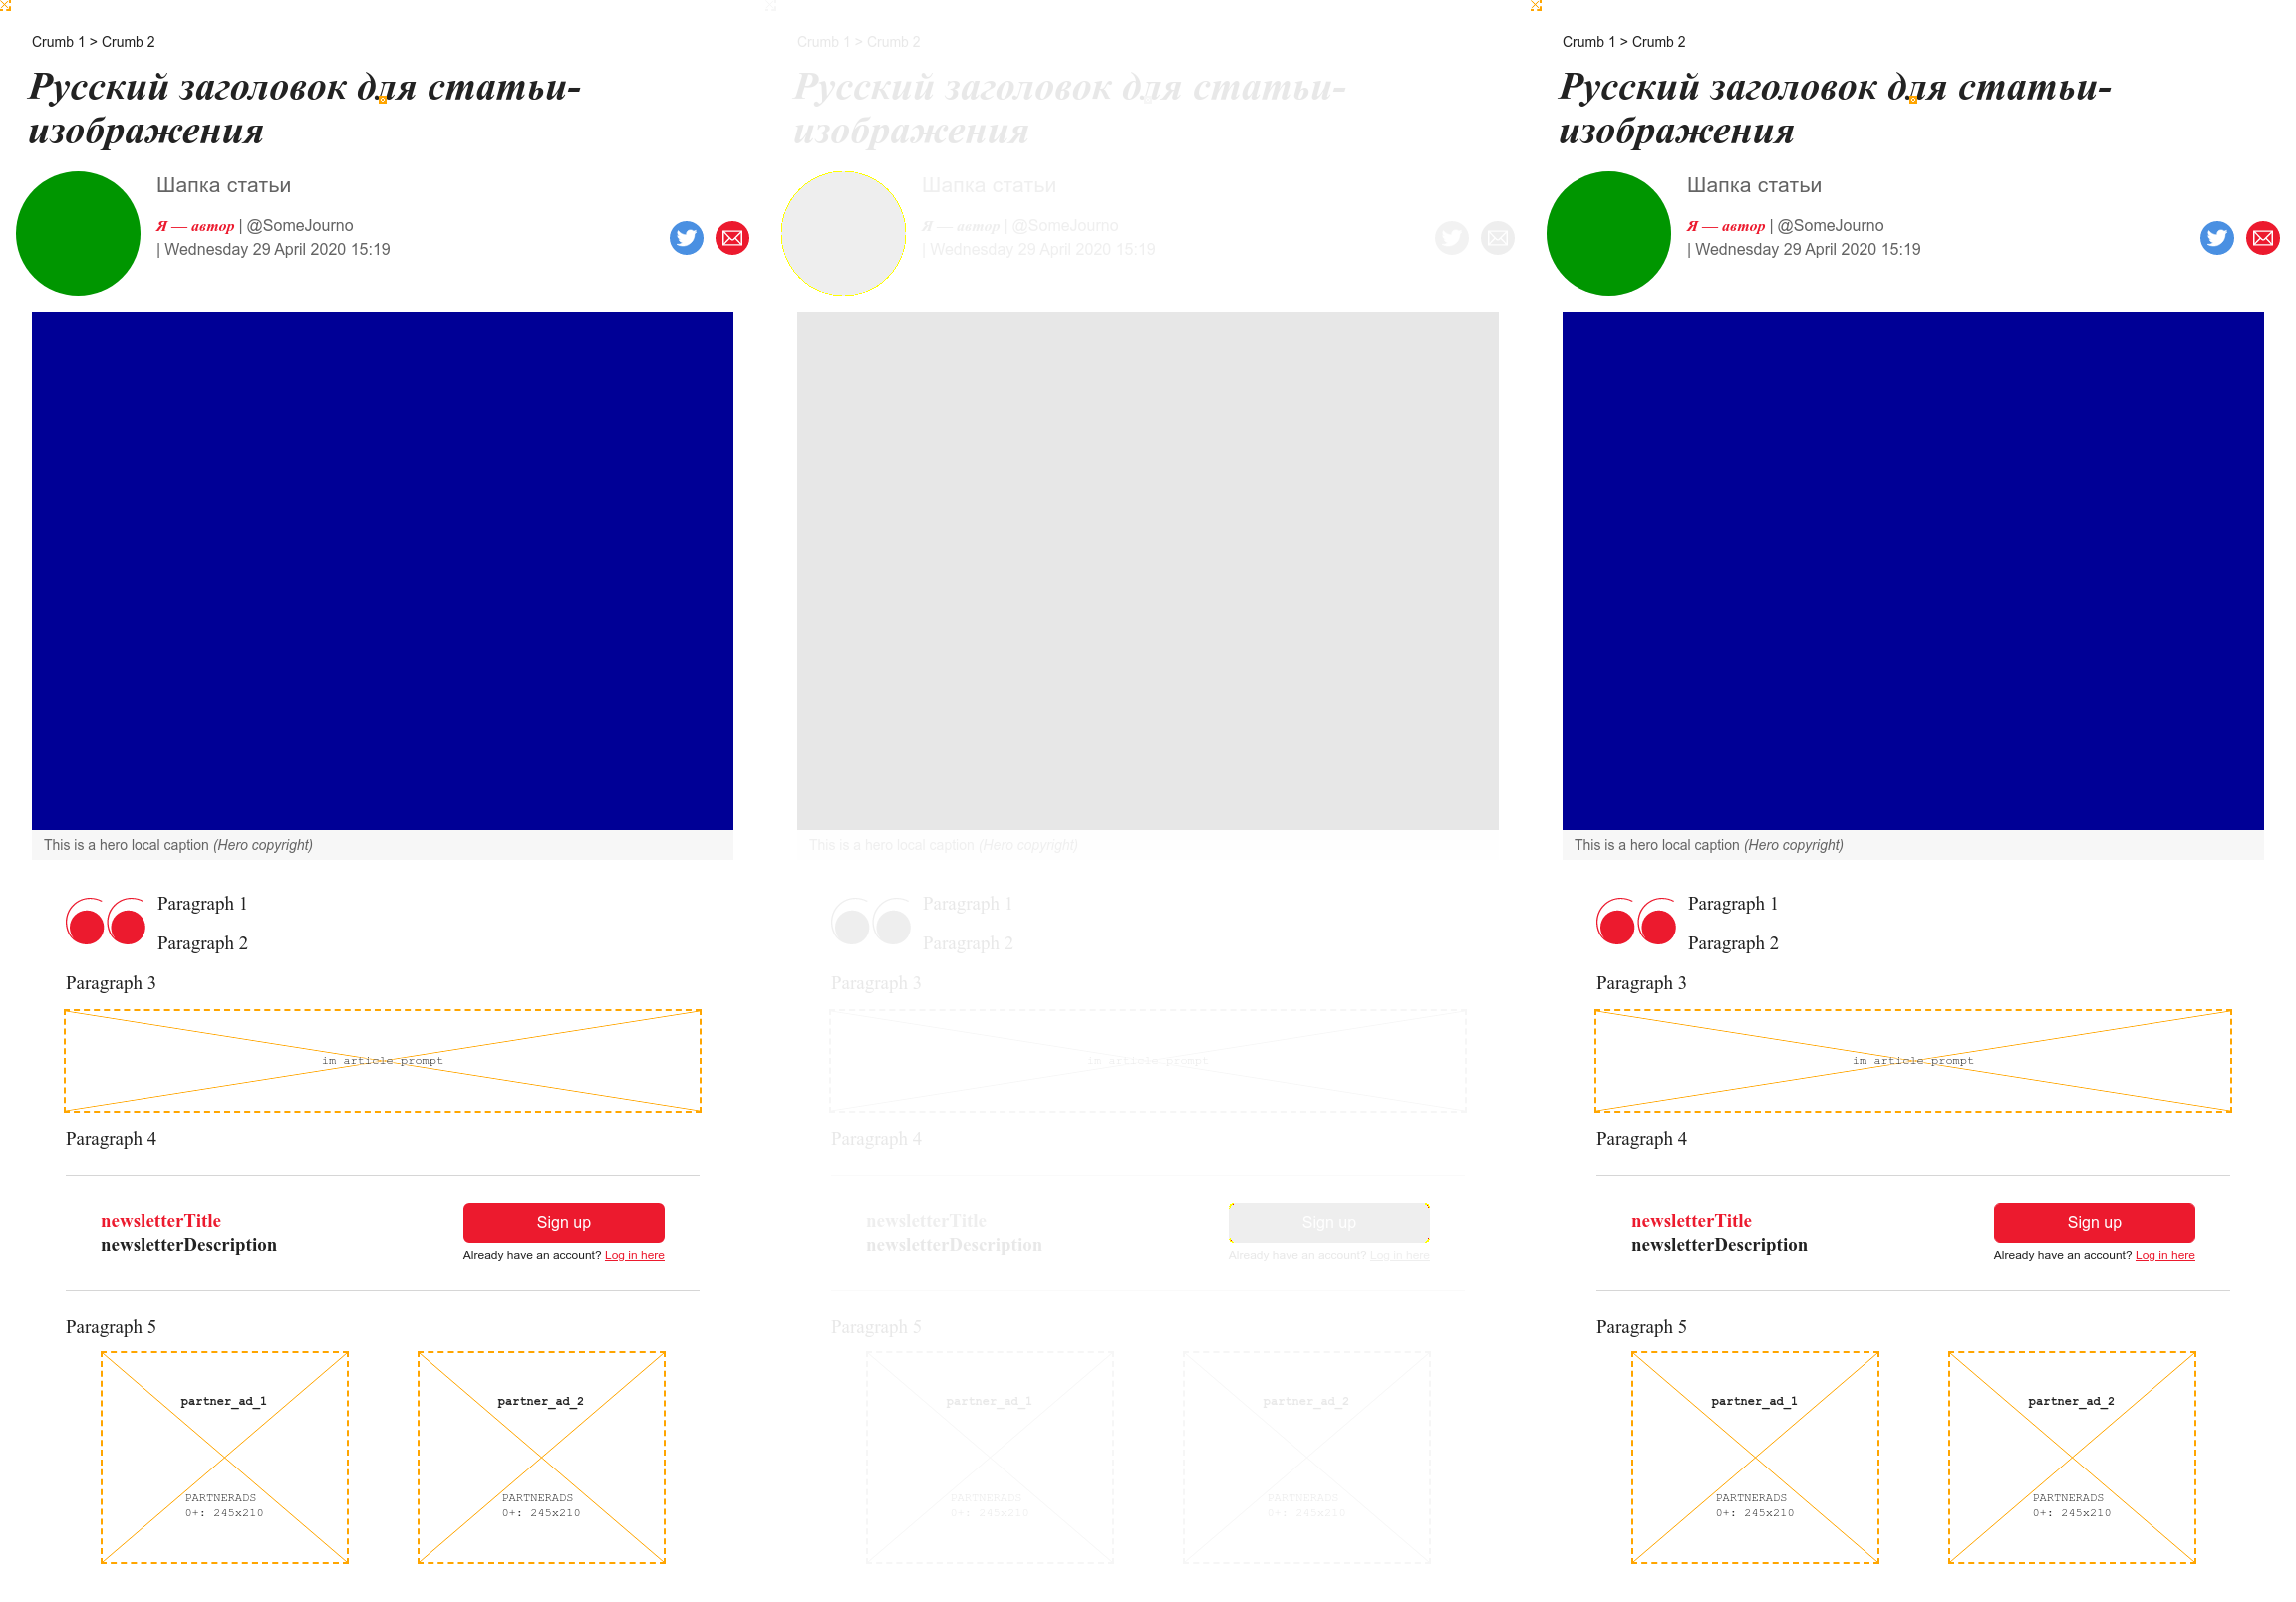 Crumb 1 > Crumb 2
Русский заголовок для статьи-
изображения
Шапка статьи
Я — автор | @SomeJourno
| Wednesday 29 April 2020 15:19
This is a hero local caption (Hero copyright)
Paragraph 1
Paragraph 2
Paragraph 3
im article prompt
Paragraph 4
newsletterTitle
newsletterDescription
Sign up
Already have an account? Log in here
Paragraph 5
partner_ad_1
PARTNERADS
0+: 245x210
partner_ad_2
PARTNERADS
0+: 245x210
Crumb 1 > Crumb 2
Русский заголовок для статьи-
изображения
Шапка статьи
Я — автор | @SomeJourno
| Wednesday 29 April 2020 15:19
This is a hero local caption (Hero copyright)
Paragraph 1
Paragraph 2
Paragraph 3
im article prompt
Paragraph 4
newsletterTitle
newsletterDescription
Sign up
Already have an account? Log in here
Paragraph 5
partner_ad_1
PARTNERADS
0+: 245x210
partner_ad_2
PARTNERADS
0+: 245x210
Crumb 1 > Crumb 2
Русский заголовок для статьи-
изображения
Шапка статьи
Я — автор | @SomeJourno
| Wednesday 29 April 2020 15:19
This is a hero local caption (Hero copyright)
Paragraph 1
Paragraph 2
Paragraph 3
im article prompt
Paragraph 4
newsletterTitle
newsletterDescription
Sign up
Already have an account? Log in here
Paragraph 5
partner_ad_1
PARTNERADS
0+: 245x210
partner_ad_2
PARTNERADS
0+: 245x210